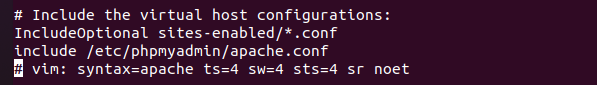 # Include the virtual host configurations:
IncludeOptional sites-enabled/*.conf
include /etc/phpmyadmin/apache.conf
# vim: syntax=apache ts=4 sw=4 sts=4 sr noet